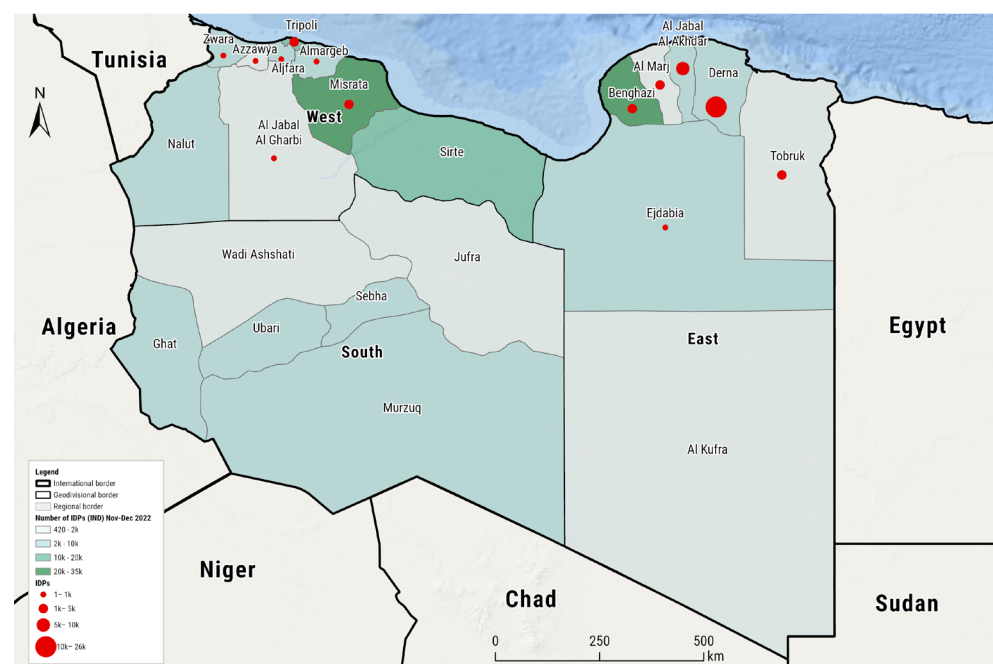 Al Jabal
Al Akhdar
Tripoli
Zwara
Azzawya
Almargeb
Aljfara
Tunisia
Al Marj
Derna
Misrata
Benghazi
N
West
Al Jabal
Al Gharbi
Nalut
Sirte
Tobruk
Ejdabia
Wadi Ashshati
Jufra
Sebha
Algeria
Ubari
Egypt
Ghat
South
East
Murzuq
Al Kufra
Legend
International border
Geodivisional border
Regional border
Number of IDPs (IND) Nov-Dec 2022
420 - 2k
2k - 10k
10k - 20k
20k - 35k
IDPs
1– 1k
1k– 5k
5k– 10k
10k– 26k
Niger
Chad
Sudan
0 250 500
km